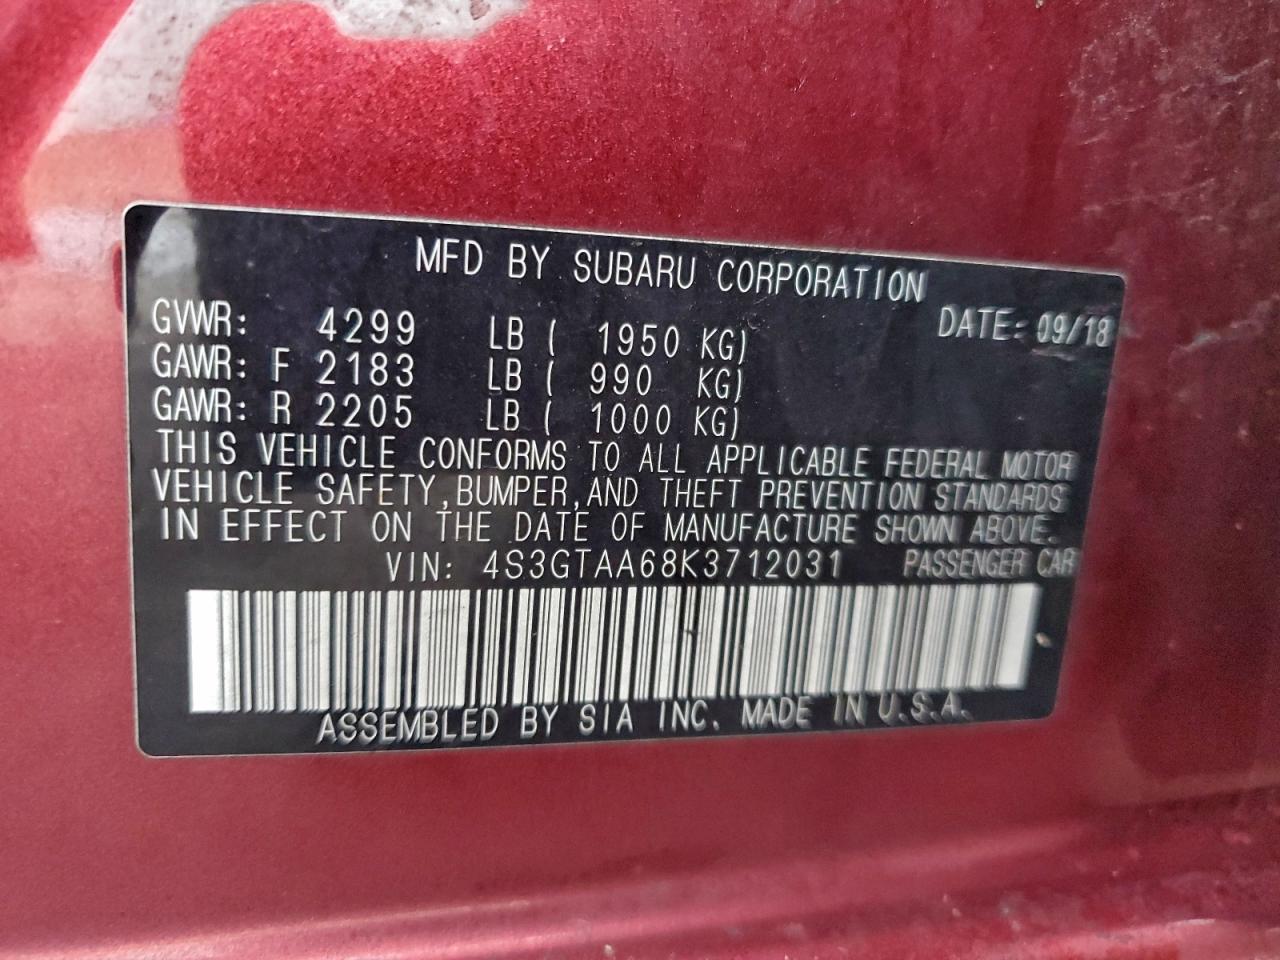 MFD BY SUBARU CORPORATION
DATE: 09/18
GVWR: 4299 LB ( 1950 KG)
GAWR: F 2183 LB ( 990 KG)
GAWR: R 2205 LB ( 1000 KG)
THIS VEHICLE CONFORMS TO ALL APPLICABLE FEDERAL MOTOR
VEHICLE SAFETY,BUMPER,AND THEFT PREVENTION STANDARDS
IN EFFECT ON THE DATE OF MANUFACTURE SHOWN ABOVE.
VIN: 4S3GTAA68K3712031 PASSENGER CAR
ASSEMBLED BY SIA INC. MADE IN U.S.A.